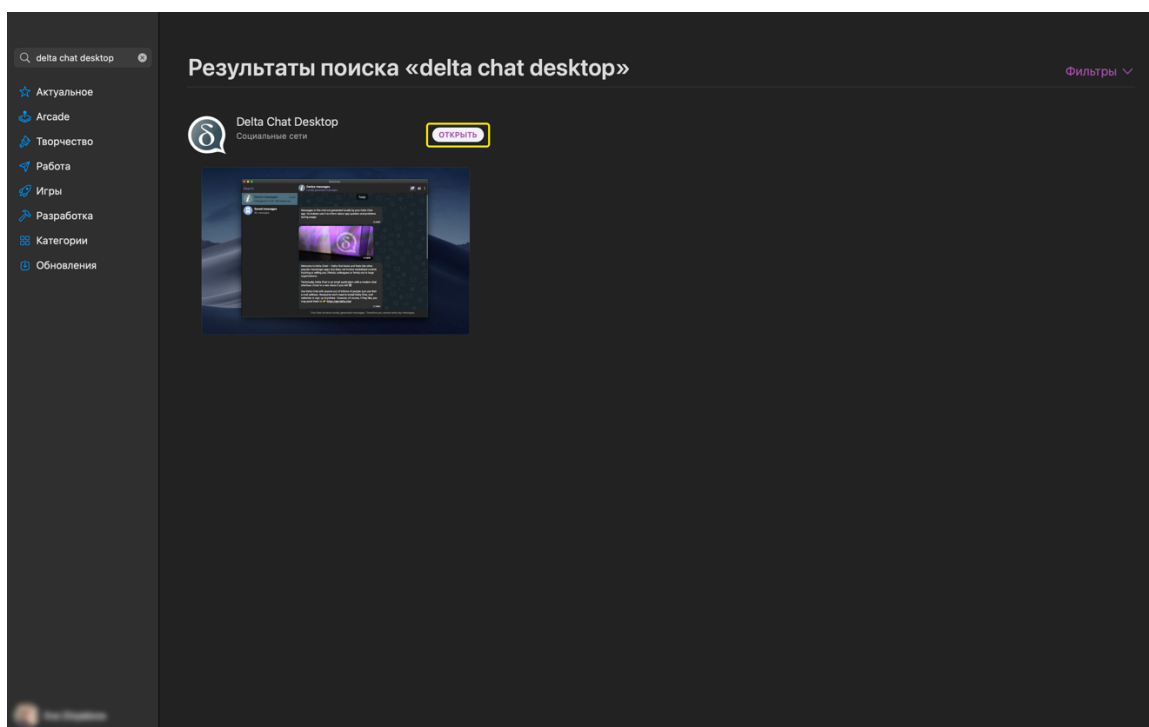 delta chat desktop
Актуальное
Arcade
Творчество
Работа
Игры
Разработка
Категории
Обновления
Результаты поиска «delta chat desktop»
Фильтры
Delta Chat Desktop
Социальные сети
ОТКРЫТЬ